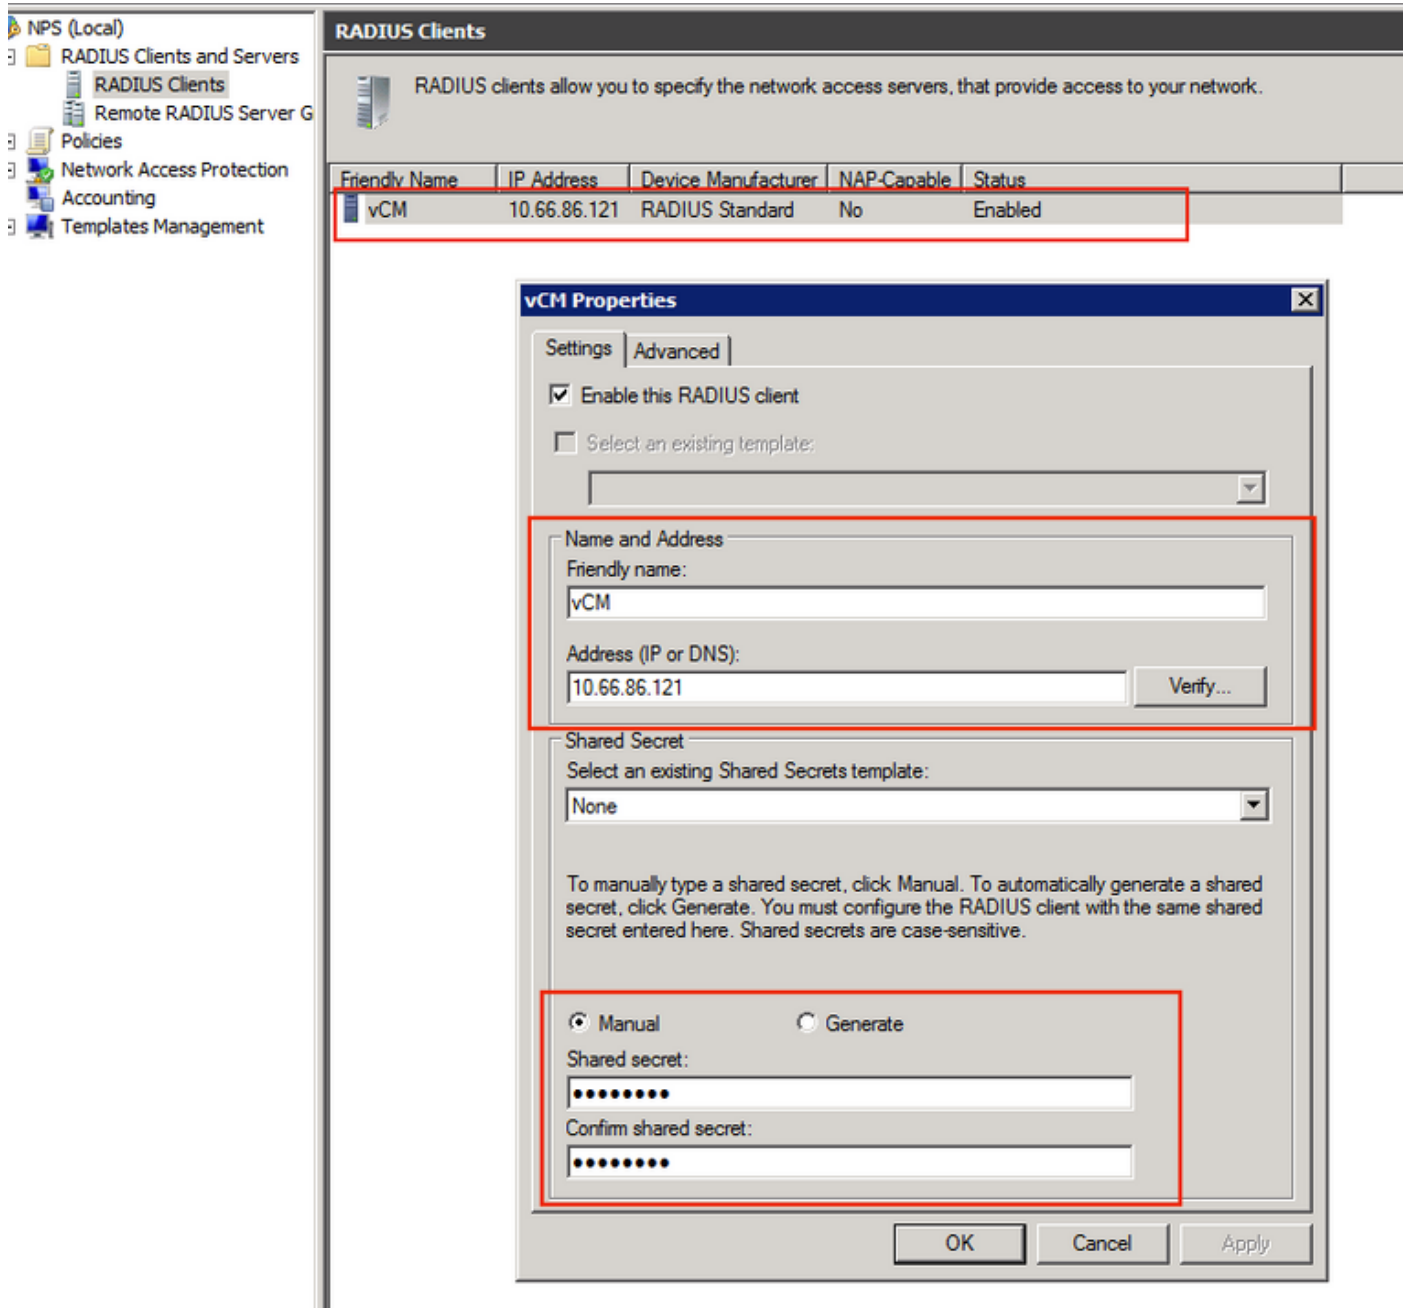 NPS (Local)
RADIUS Clients and Servers
RADIUS Clients
Remote RADIUS Server G
Policies
Network Access Protection
Accounting
Templates Management
RADIUS Clients
RADIUS clients allow you to specify the network access servers, that provide access to your network.
Friendly Name IP Address Device Manufacturer NAP-Capable Status
vCM 10.66.86.121 RADIUS Standard No Enabled
vCM Properties
Settings Advanced
Enable this RADIUS client
Select an existing template:
Name and Address
Friendly name:
vCM
Address (IP or DNS):
10.66.86.121 Verify...
Shared Secret
Select an existing Shared Secrets template:
None
To manually type a shared secret, click Manual. To automatically generate a shared
secret, click Generate. You must configure the RADIUS client with the same shared
secret entered here. Shared secrets are case-sensitive.
Manual Generate
Shared secret:
••••••••
Confirm shared secret:
••••••••
OK Cancel Apply